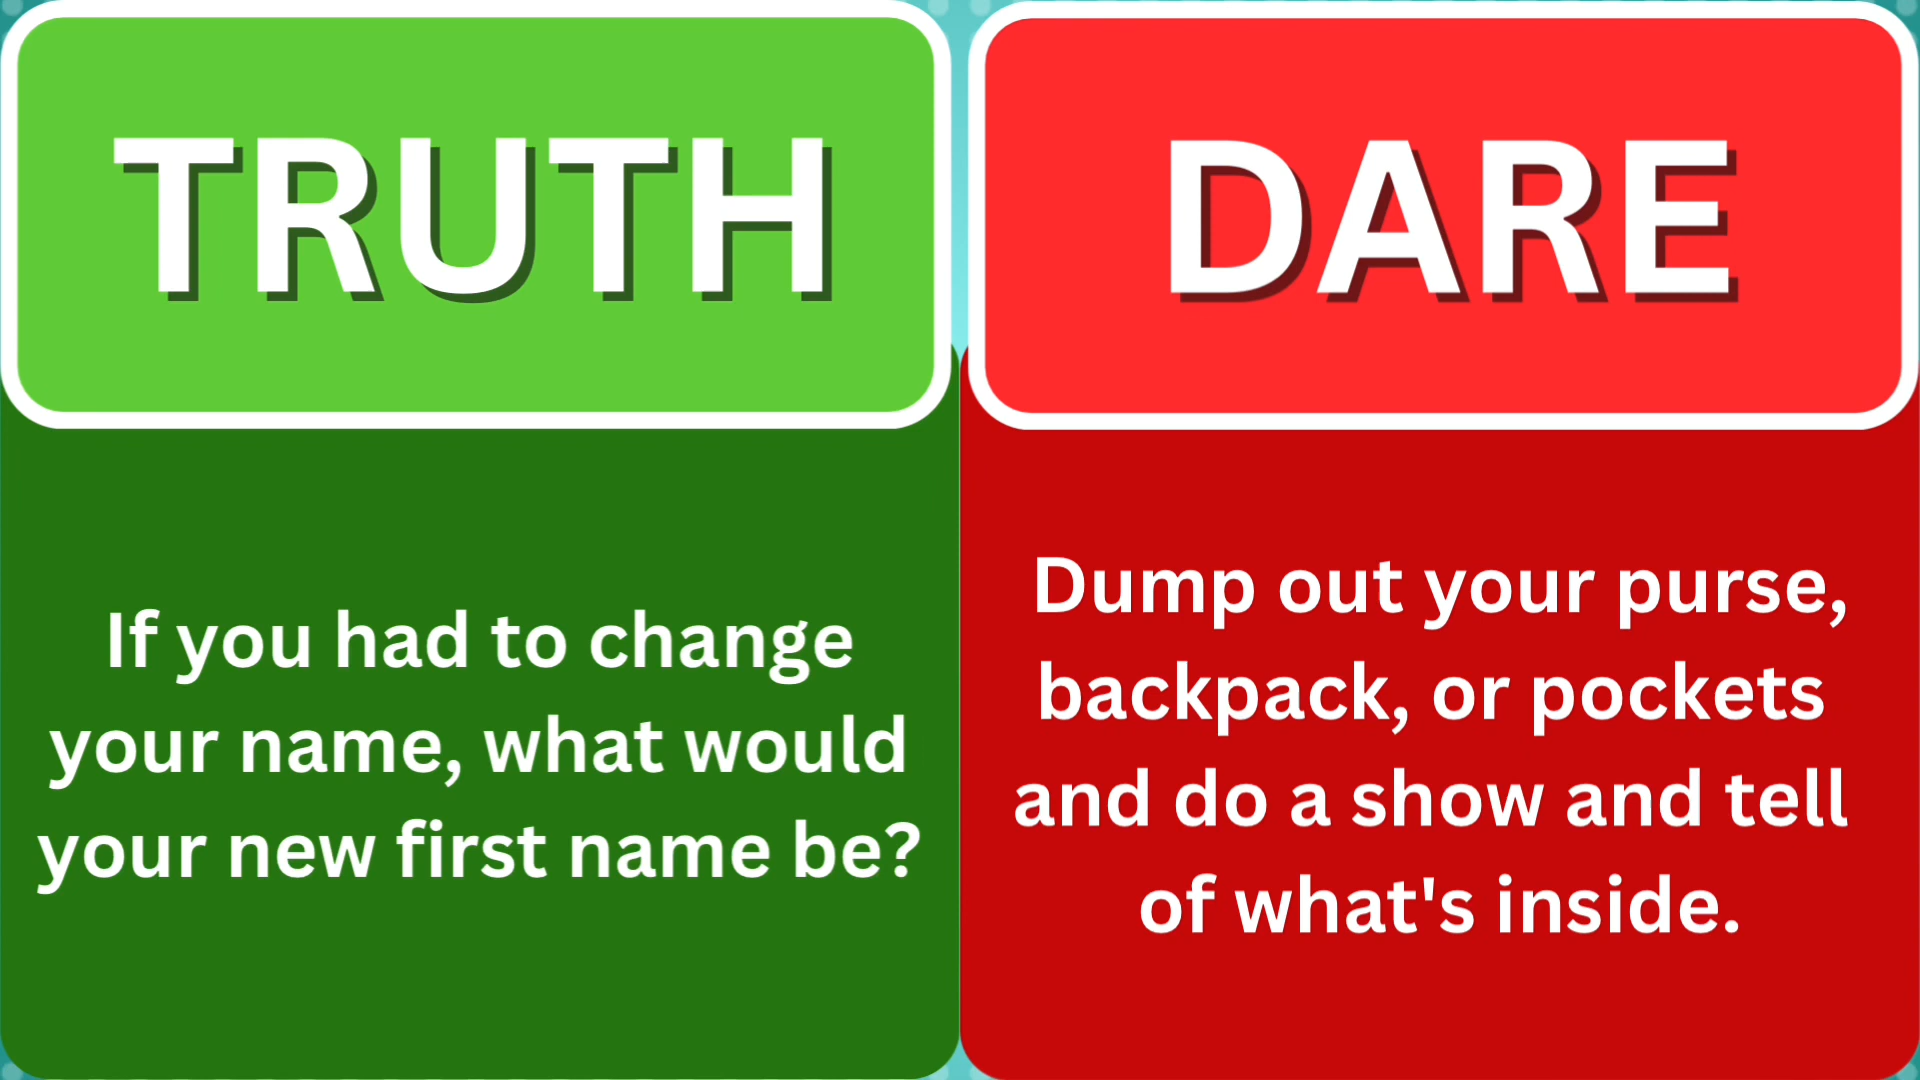 TRUTH
If you had to change
your name, what would
your new first name be?
DARE
Dump out your purse,
backpack, or pockets
and do a show and tell
of what's inside.